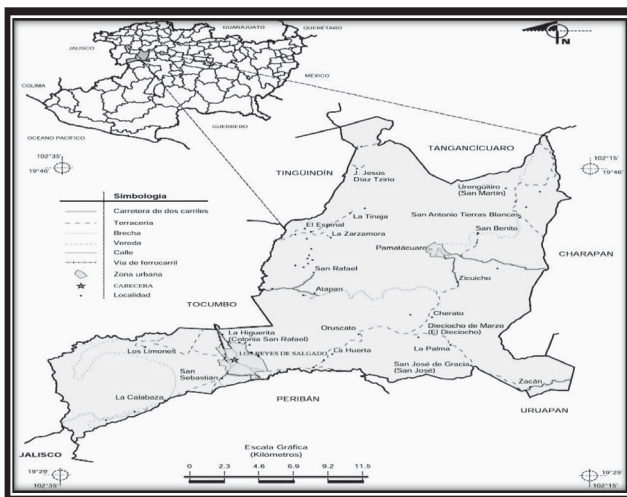 GUANAJUATO
QUERÉTARO
JALISCO
MÉXICO
COLIMA
GUERRERO
OCÉANO PACÍFICO
N
102°35'
19°46'
102°15'
19°46'
Simbología
Carretera de dos carriles
Terracería
Brecha
Vereda
Calle
Vía de ferrocarril
Zona urbana
CABECERA
Localidad
TANGANCÍCUARO
TINGÜINDÍN
J. Jesús
Díaz Tzirio
Urengüitiro
(San Martín)
La Tinaja
San Antonio Tierras Blancas
El Espinal
La Zarzamora
San Benito
Pamatácuaro
CHARAPAN
San Rafael
Zicuicho
Atapan
TOCUMBO
Cherato
Oruscato
Dieciocho de Marzo
(El Dieciocho)
La Higuerita
(Colonia San Rafael)
Los Limones
LOS REYES DE SALGADO
La Huerta
La Palma
San José de Gracia
(San José)
San
Sebastián
Zacán
La Calabaza
PERIBÁN
URUAPAN
JALISCO
Escala Gráfica
(Kilómetros)
0 2.3 4.6 6.9 9.2 11.5
19°29'
102°35'
19°29'
102°15'